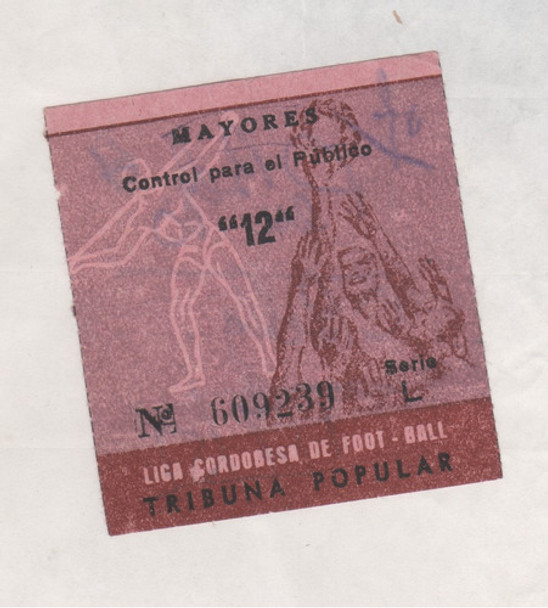 MAYORES
Control para el Público
"12"
Serie
Nº 609239 L
LIGA CORDOBESA DE FOOT-BALL
TRIBUNA POPULAR